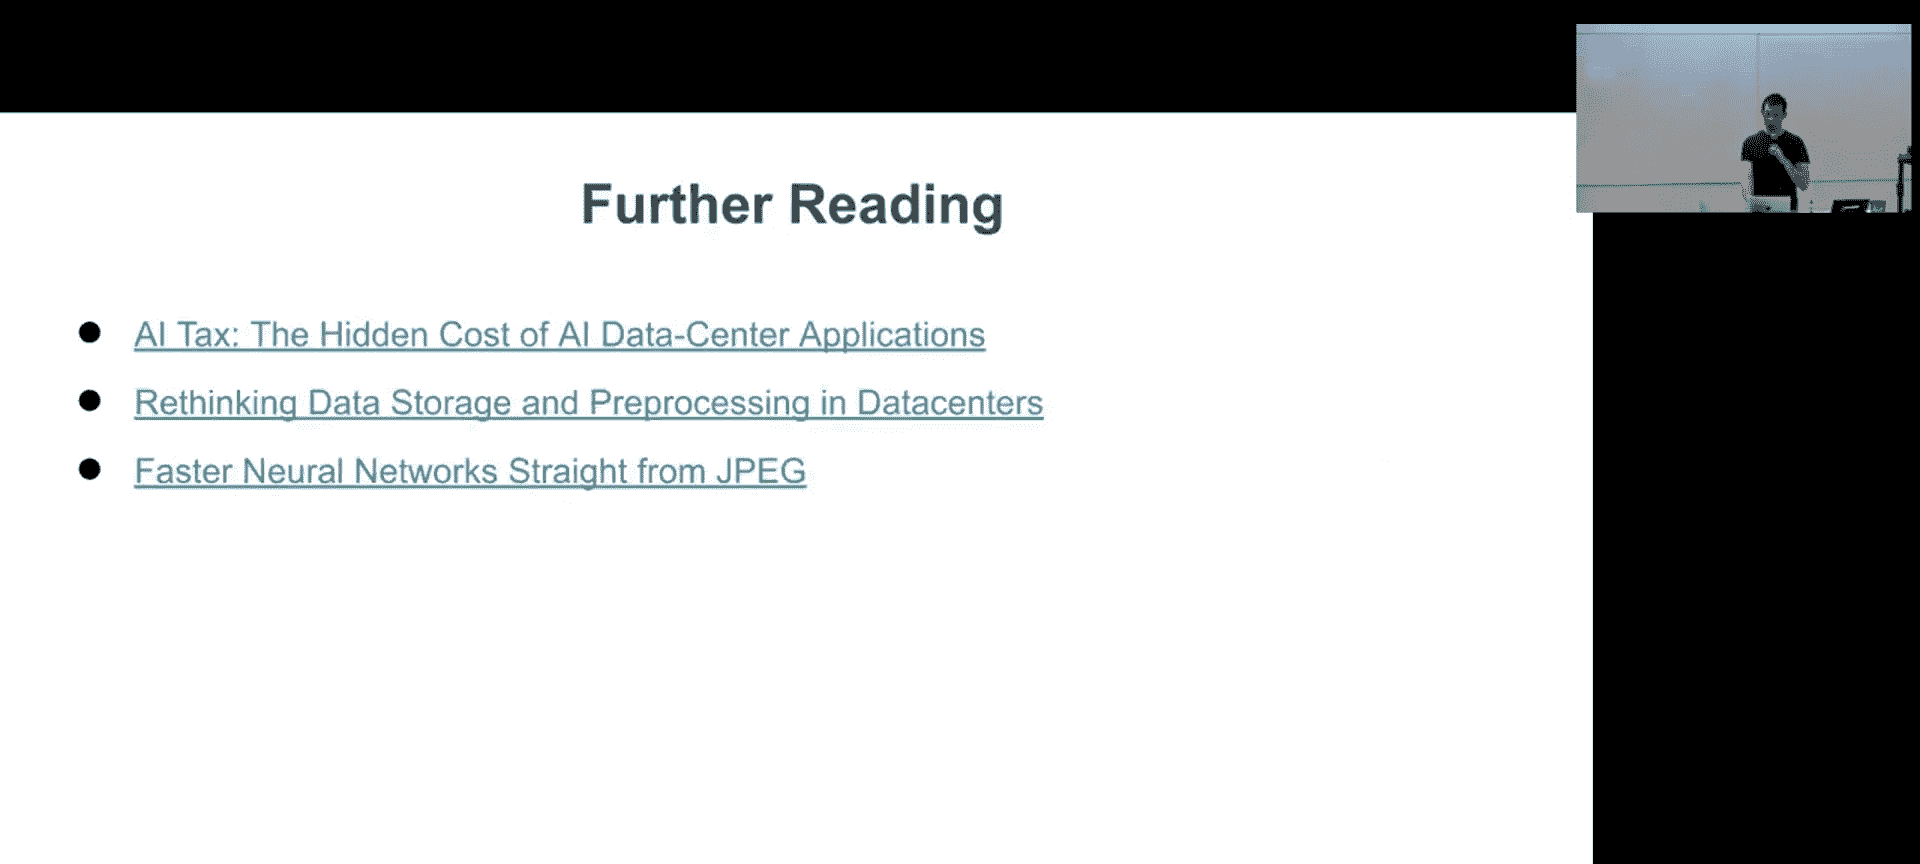 Further Reading
AI Tax: The Hidden Cost of AI Data-Center Applications
Rethinking Data Storage and Preprocessing in Datacenters
Faster Neural Networks Straight from JPEG